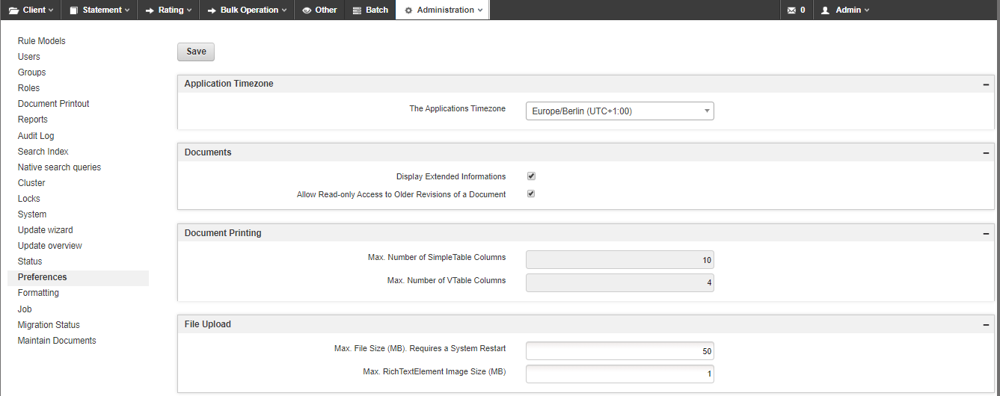 Client Statement Rating Bulk Operation Other Batch Administration 0 Admin
Rule Models
Users
Groups
Roles
Document Printout
Reports
Audit Log
Search Index
Native search queries
Cluster
Locks
System
Update wizard
Update overview
Status
Preferences
Formatting
Job
Migration Status
Maintain Documents
Save
Application Timezone
The Applications Timezone Europe/Berlin (UTC+1:00)
Documents
Display Extended Informations
Allow Read-only Access to Older Revisions of a Document
Document Printing
Max. Number of SimpleTable Columns 10
Max. Number of VTable Columns 4
File Upload
Max. File Size (MB). Requires a System Restart 50
Max. RichTextElement Image Size (MB) 1